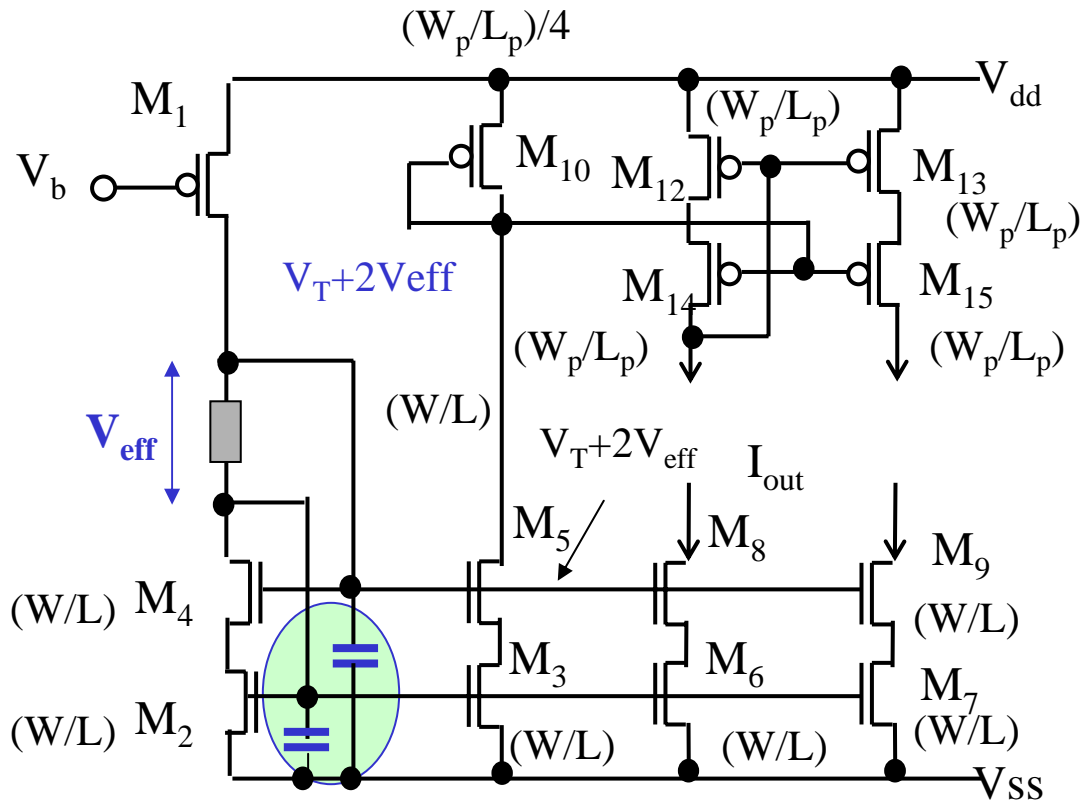 (Wp/Lp)/4
Vdd
M1
(Wp/Lp)
M10
M12
M13
Vb
(Wp/Lp)
VT+2Veff
M14
M15
(Wp/Lp)
(Wp/Lp)
(W/L)
Veff
VT+2Veff
Iout
M5
M8
M9
(W/L)
M4
(W/L)
M3
M6
M7
(W/L)
M2
(W/L)
(W/L)
(W/L)
Vss